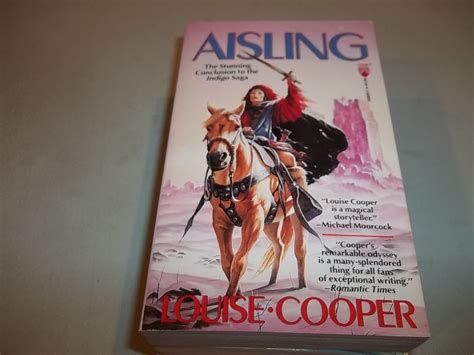 AISLING
The Stunning
Conclusion to the
Indigo Saga
"Louise Cooper
is a magical
storyteller."
—Michael Moorcock
"Cooper's
remarkable odyssey
is a many-splendored
thing for all fans
of exceptional writing."
—Romantic Times
LOUISE·COOPER